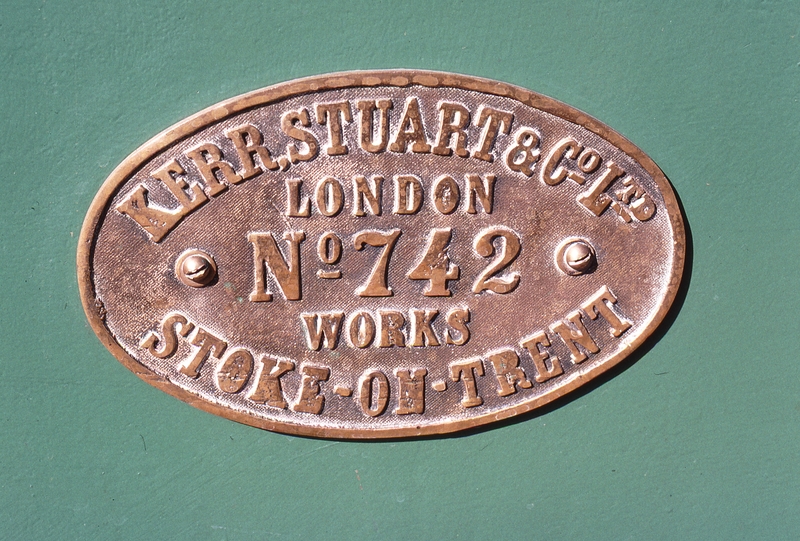 KERR, STUART & Cº LTD
LONDON
Nº 742
WORKS
STOKE-ON-TRENT